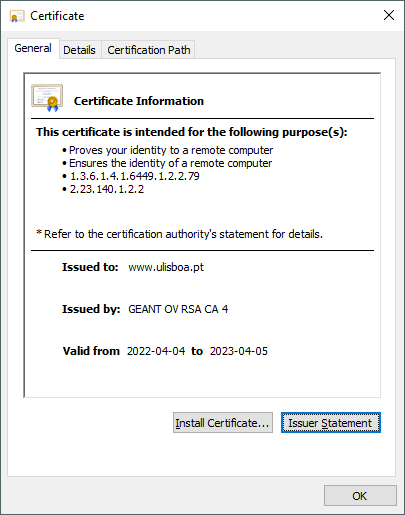 Certificate
General Details Certification Path
Certificate Information
This certificate is intended for the following purpose(s):
• Proves your identity to a remote computer
• Ensures the identity of a remote computer
• 1.3.6.1.4.1.6449.1.2.2.79
• 2.23.140.1.2.2
* Refer to the certification authority's statement for details.
Issued to: www.ulisboa.pt
Issued by: GEANT OV RSA CA 4
Valid from 2022-04-04 to 2023-04-05
Install Certificate... Issuer Statement
OK